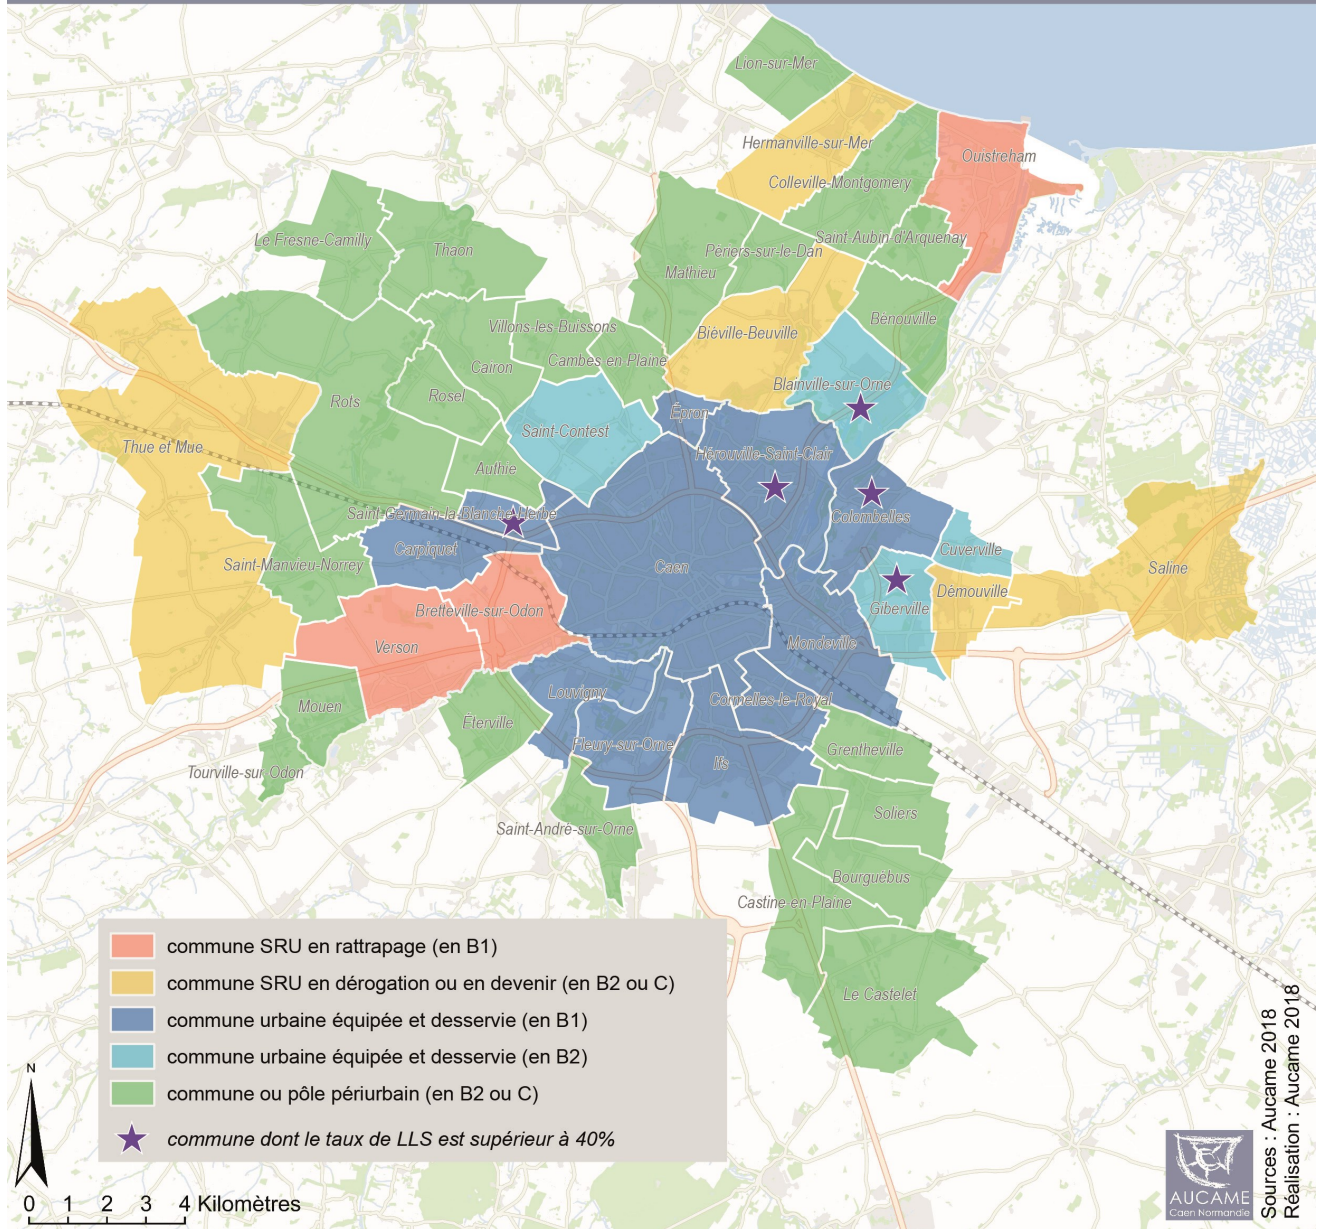 Lion-sur-Mer
Hermanville-sur-Mer
Ouistreham
Colleville-Montgomery
Le Fresne-Camilly
Thaon
Saint-Aubin-d'Arquenay
Périers-sur-le-Dan
Mathieu
Bénouville
Villons-les-Buissons
Biéville-Beuville
Cambes en Plaine
Cairon
Blainville-sur-Orne
Rosel
Rots
Épron
Saint-Contest
Thue et Mue
Hérouville-Saint-Clair
Authie
Saint-Germain-la-Blanche-Herbe
Colombelles
Carpiquet
Cuverville
Saint-Manvieu-Norrey
Caen
Saline
Démouville
Giberville
Bretteville-sur-Odon
Verson
Mondeville
Louvigny
Cormelles-le-Royal
Mouen
Éterville
Fleury-sur-Orne
Grentheville
Ifs
Tourville-sur Odon
Soliers
Saint-André-sur-Orne
Bourguébus
Castine-en-Plaine
Le Castelet
commune SRU en rattrapage (en B1)
commune SRU en dérogation ou en devenir (en B2 ou C)
commune urbaine équipée et desservie (en B1)
commune urbaine équipée et desservie (en B2)
commune ou pôle périurbain (en B2 ou C)
commune dont le taux de LLS est supérieur à 40%
N
0 1 2 3 4 Kilomètres
AUCAME
Caen Normandie
Sources : Aucame 2018
Réalisation : Aucame 2018